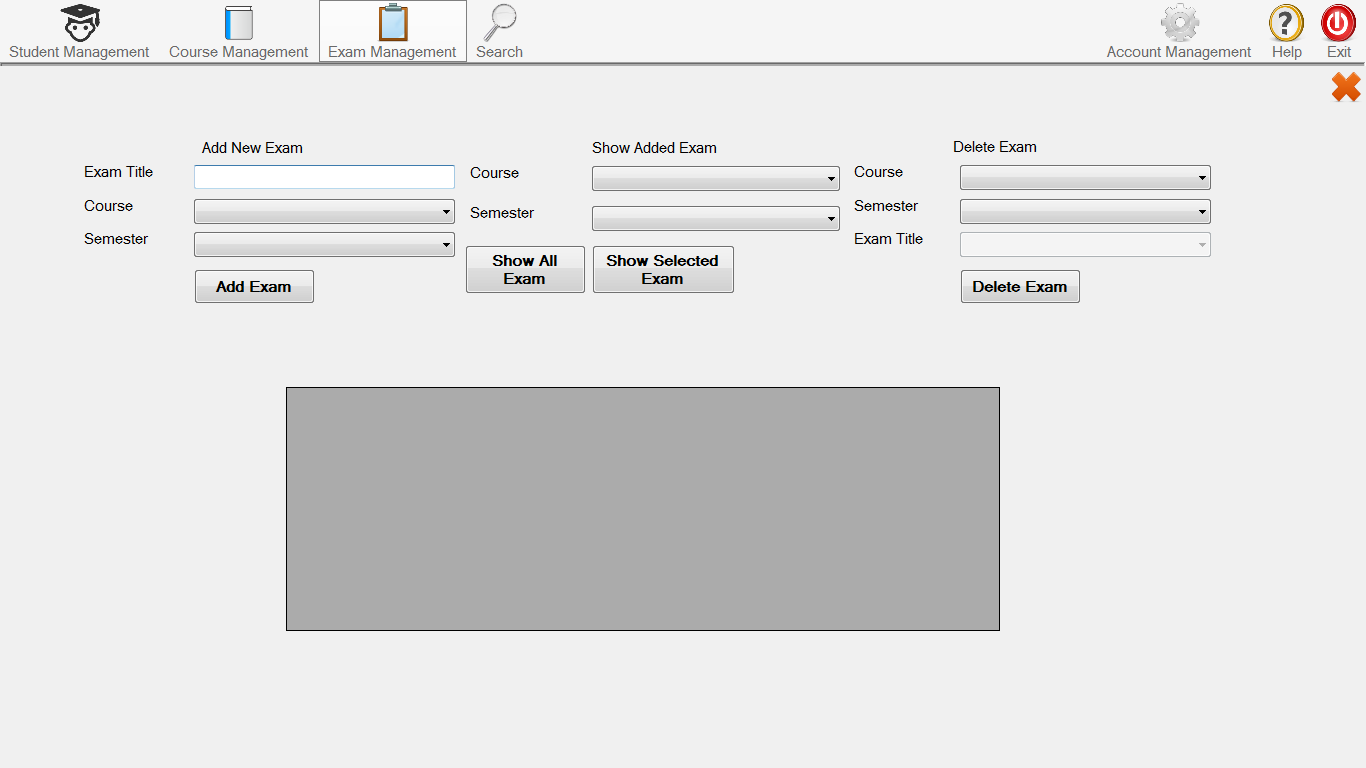 Student Management
Course Management
Exam Management
Search
Account Management
Help
Exit
Add New Exam
Exam Title
Course
Semester
Add Exam
Show Added Exam
Course
Semester
Show All
Exam
Show Selected
Exam
Delete Exam
Course
Semester
Exam Title
Delete Exam